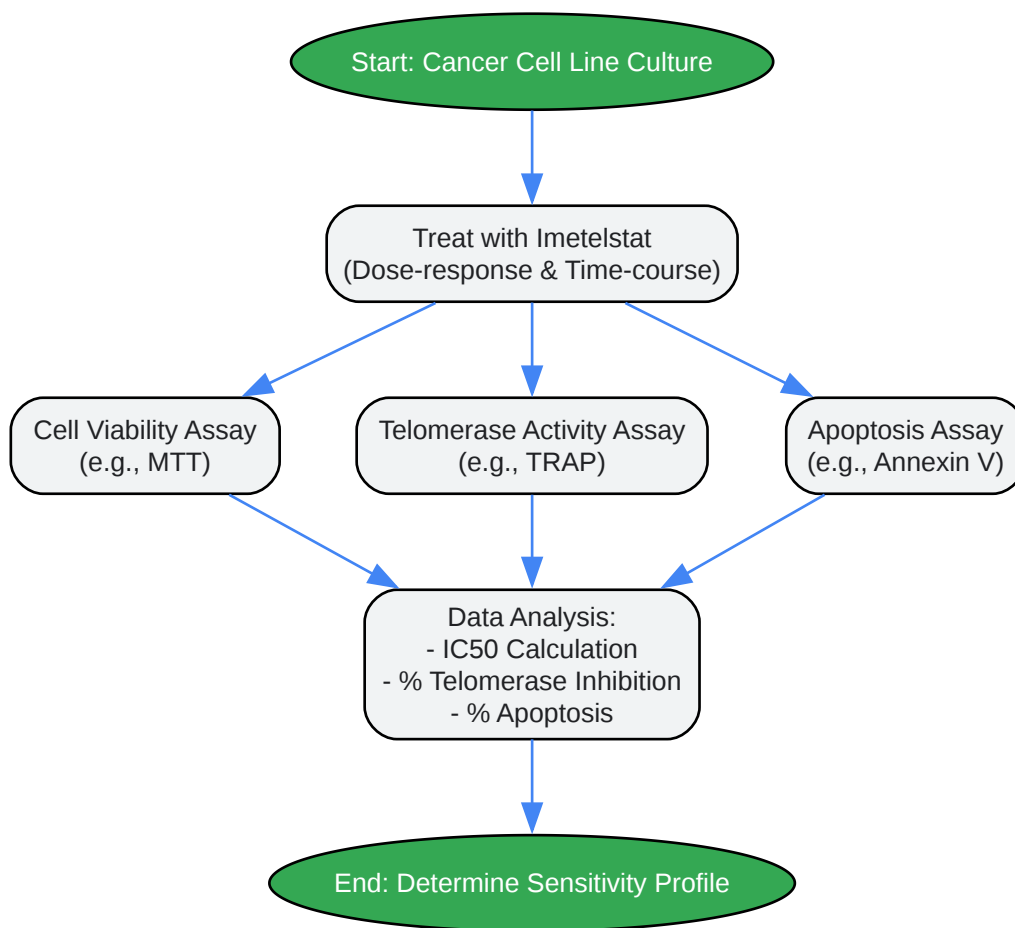 Start: Cancer Cell Line Culture
Treat with Imetelstat
(Dose-response & Time-course)
Cell Viability Assay
(e.g., MTT)
Telomerase Activity Assay
(e.g., TRAP)
Apoptosis Assay
(e.g., Annexin V)
Data Analysis:
- IC50 Calculation
- % Telomerase Inhibition
- % Apoptosis
End: Determine Sensitivity Profile